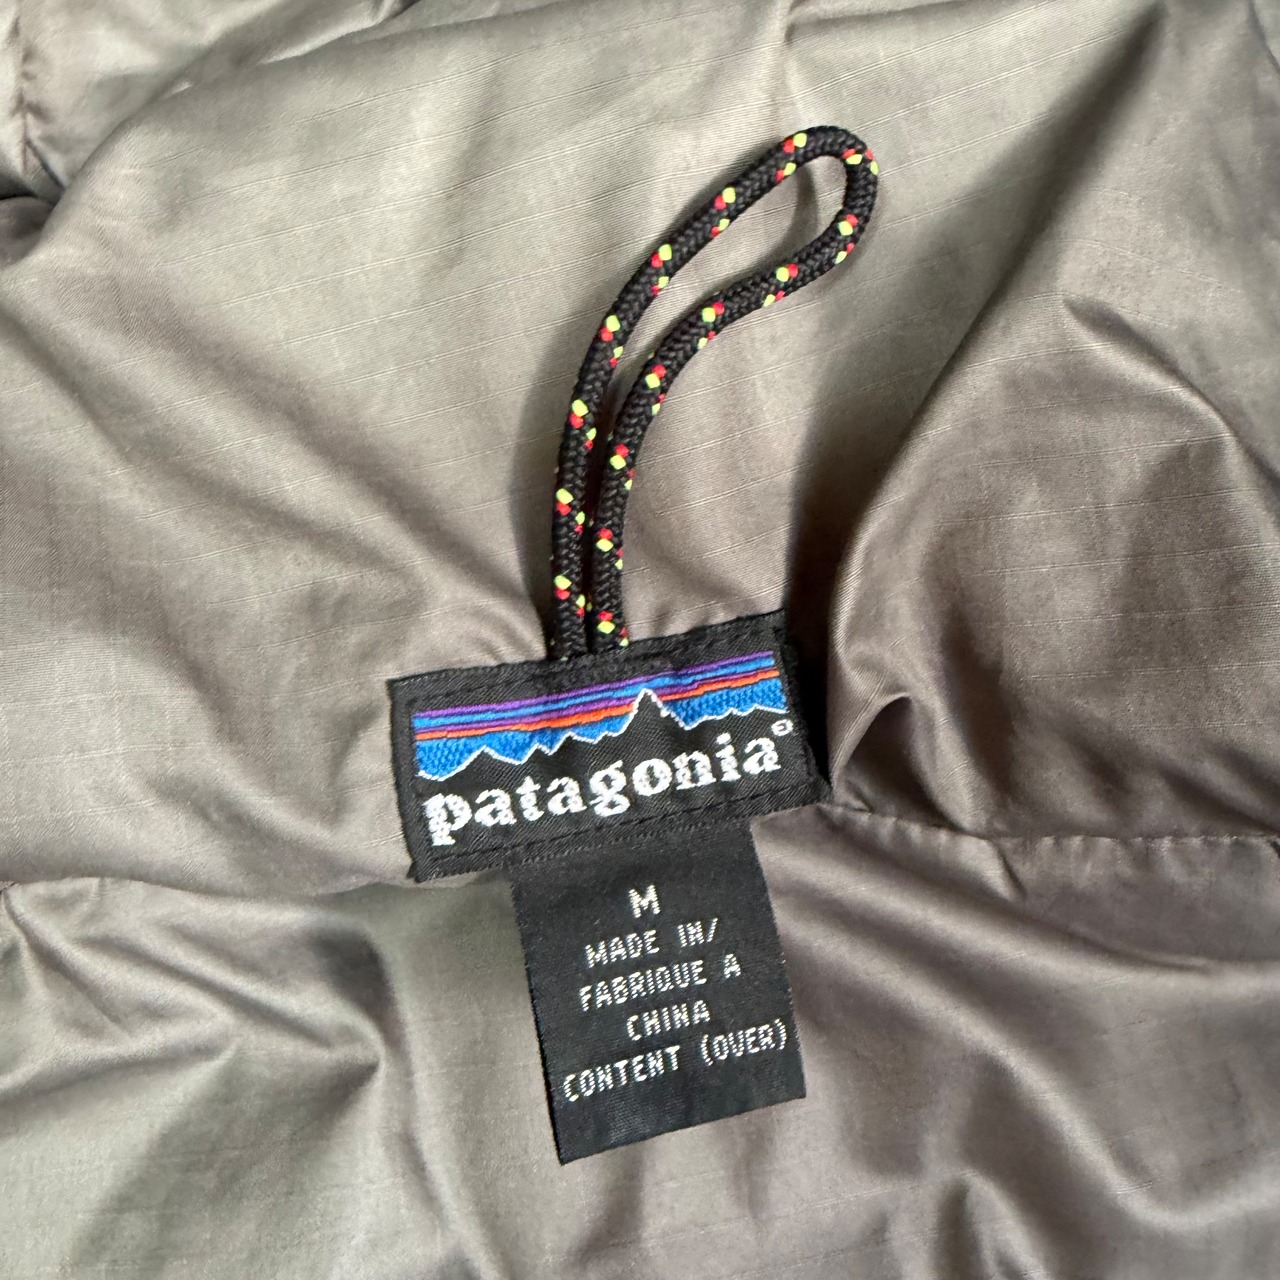 patagonia®
M
MADE IN/
FABRIQUE A
CHINA
CONTENT (OVER)